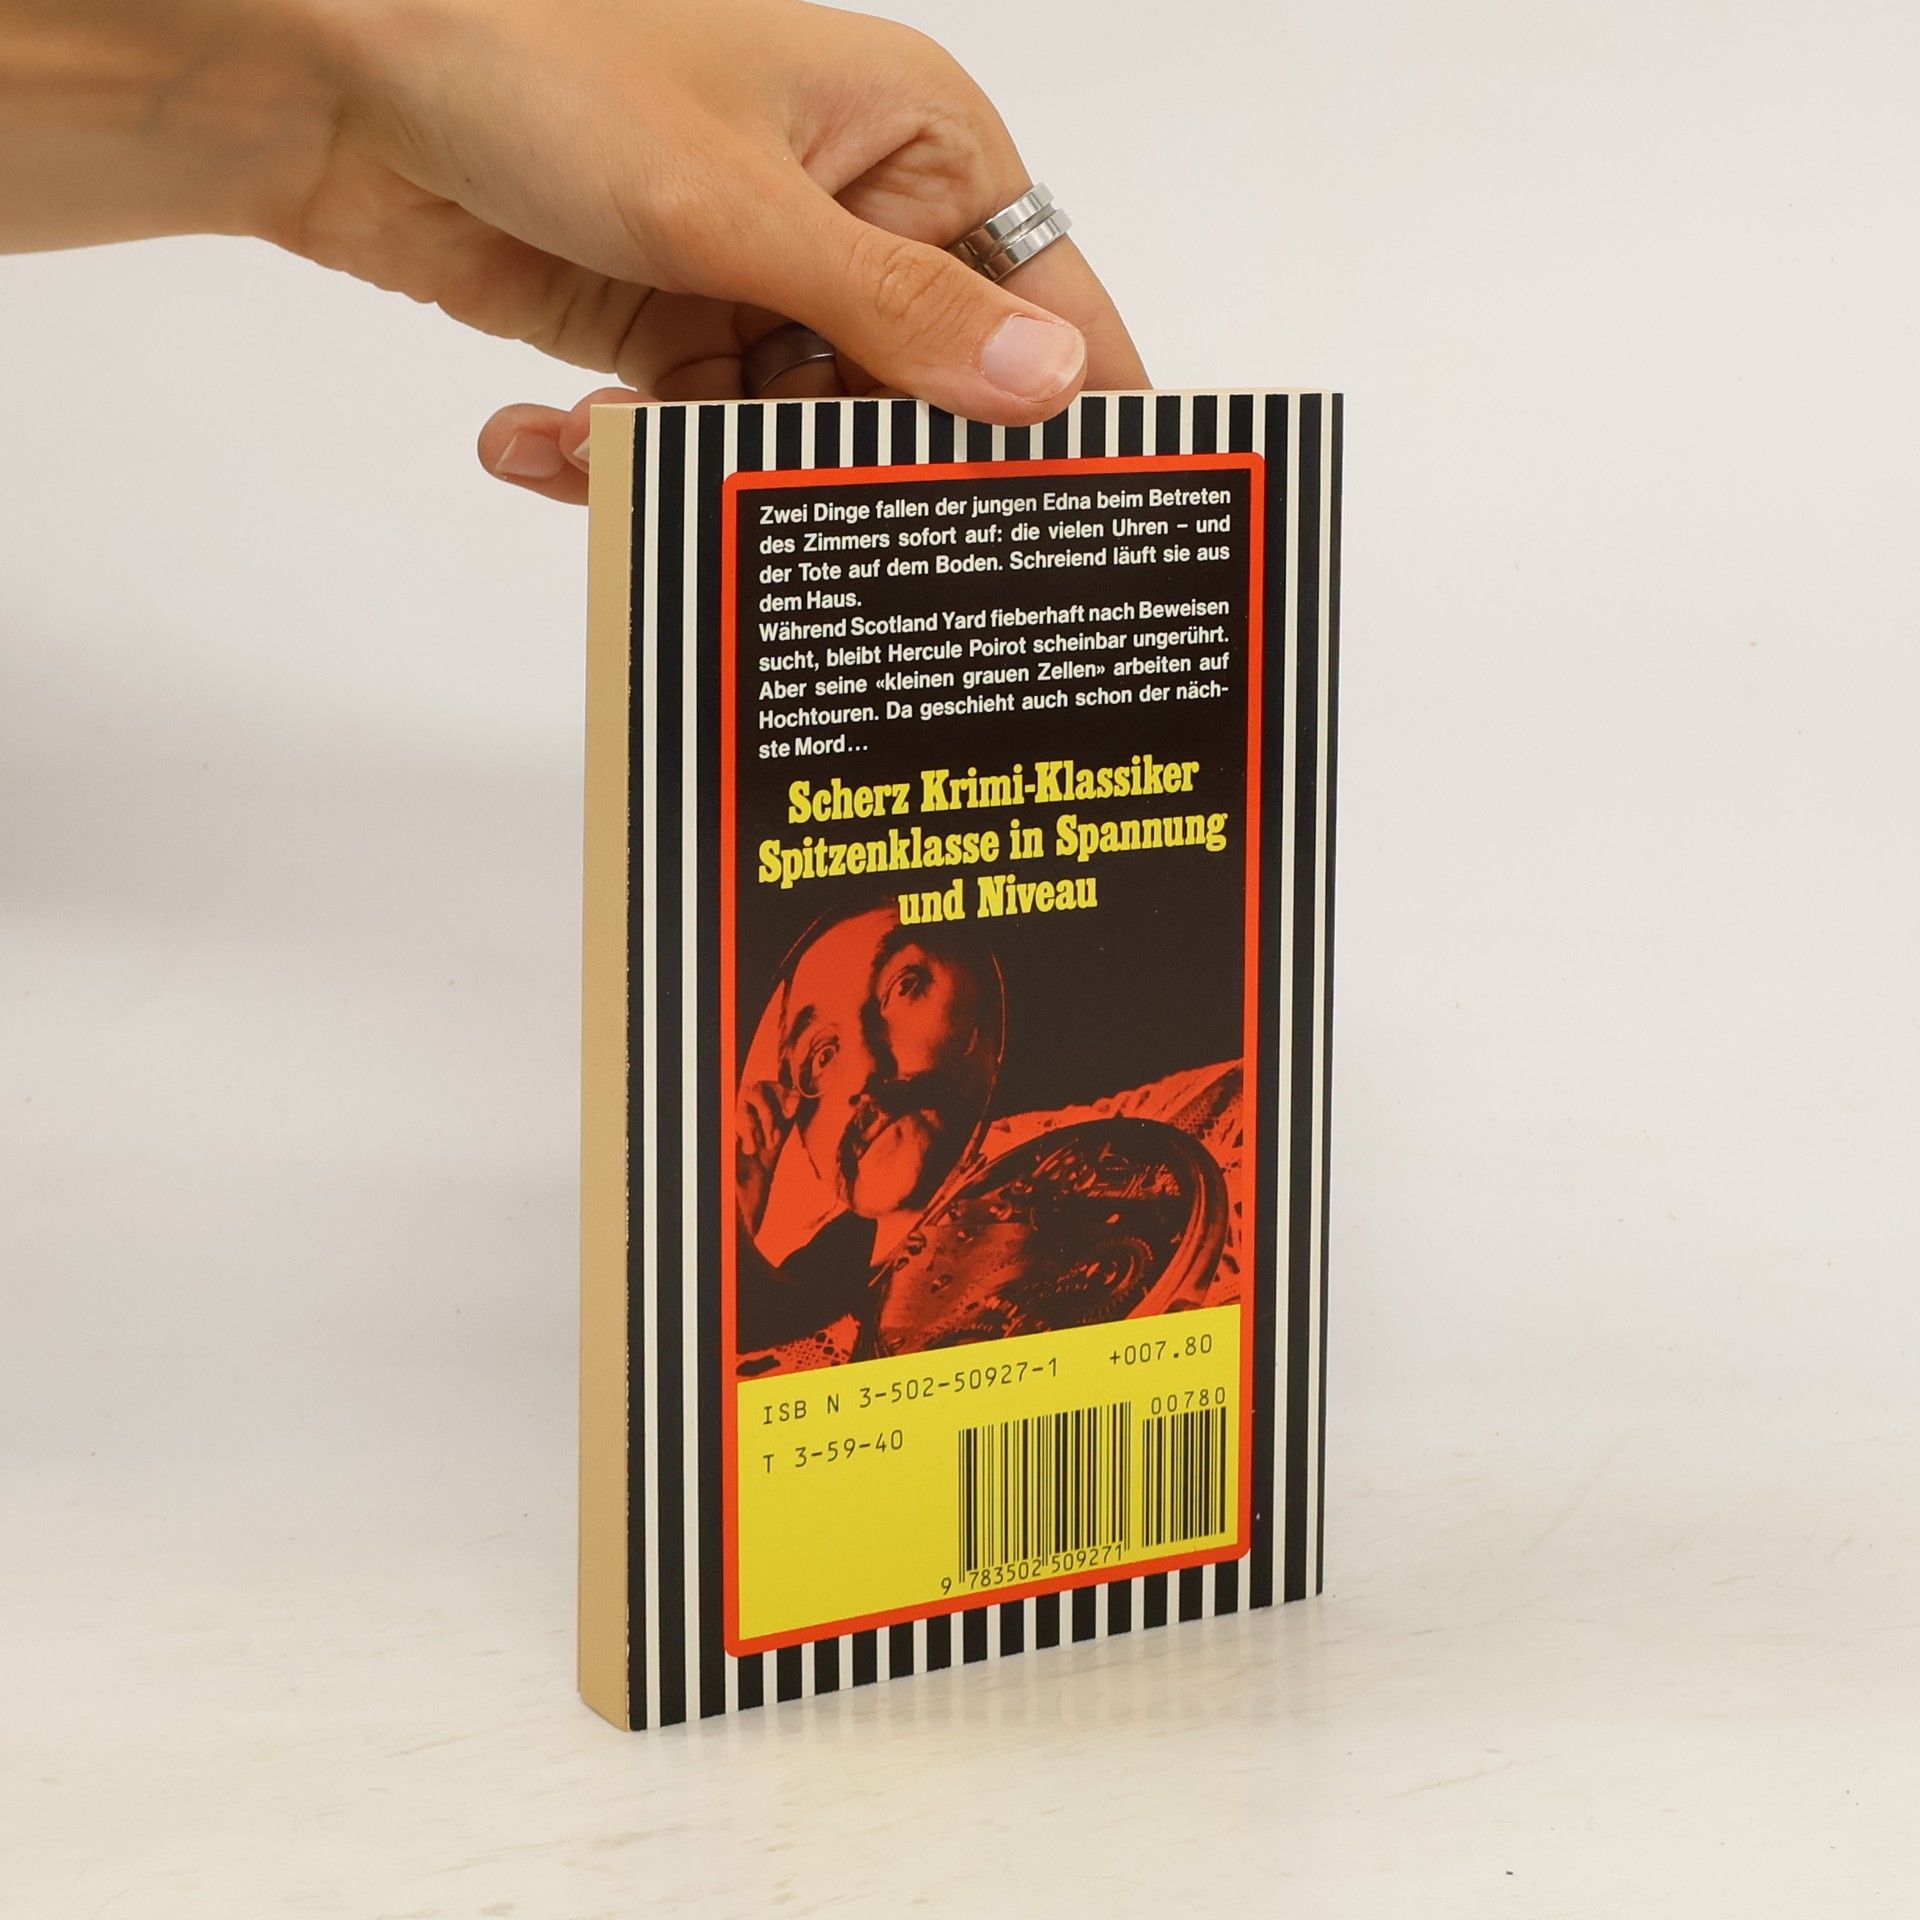 Zwei Dinge fallen der jungen Edna beim Betreten
des Zimmers sofort auf: die vielen Uhren – und
der Tote auf dem Boden. Schreiend läuft sie aus
dem Haus.
Während Scotland Yard fieberhaft nach Beweisen
sucht, bleibt Hercule Poirot scheinbar ungerührt.
Aber seine «kleinen grauen Zellen» arbeiten auf
Hochtouren. Da geschieht auch schon der näch-
ste Mord...
Scherz Krimi-Klassiker
Spitzenklasse in Spannung
und Niveau
ISB N 3-502-50927-1 +007.80
T 3-59-40
00780
9 783502 509271